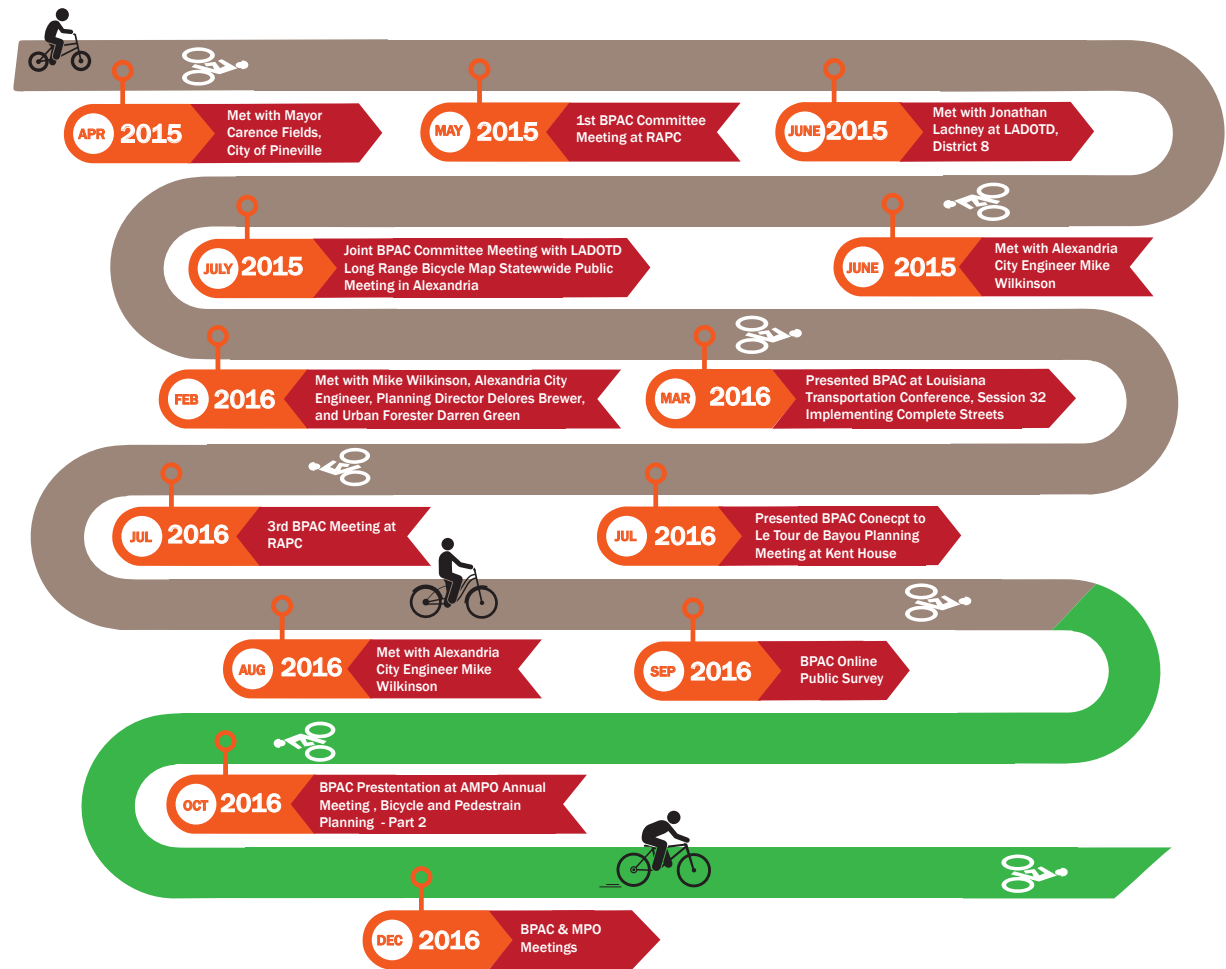 APR 2015
Met with Mayor
Carence Fields,
City of Pineville
MAY 2015
1st BPAC Committee
Meeting at RAPC
JUNE 2015
Met with Jonathan
Lachney at LADOTD,
District 8
JULY 2015
Joint BPAC Committee Meeting with LADOTD
Long Range Bicycle Map Statewwide Public
Meeting in Alexandria
JUNE 2015
Met with Alexandria
City Engineer Mike
Wilkinson
FEB 2016
Met with Mike Wilkinson, Alexandria City
Engineer, Planning Director Delores Brewer,
and Urban Forester Darren Green
MAR 2016
Presented BPAC at Louisiana
Transportation Conference, Session 32
Implementing Complete Streets
JUL 2016
3rd BPAC Meeting at
RAPC
JUL 2016
Presented BPAC Conecpt to
Le Tour de Bayou Planning
Meeting at Kent House
AUG 2016
Met with Alexandria
City Engineer Mike
Wilkinson
SEP 2016
BPAC Online
Public Survey
OCT 2016
BPAC Prestentation at AMPO Annual
Meeting , Bicycle and Pedestrain
Planning - Part 2
DEC 2016
BPAC & MPO
Meetings